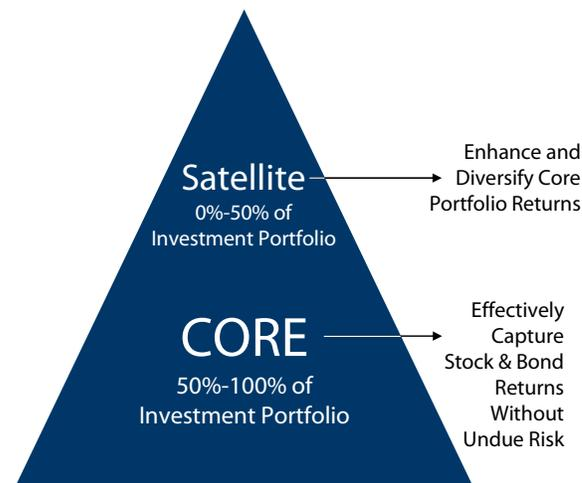 Satellite
0%-50% of
Investment Portfolio
Enhance and
Diversify Core
Portfolio Returns
CORE
50%-100% of
Investment Portfolio
Effectively
Capture
Stock & Bond
Returns
Without
Undue Risk